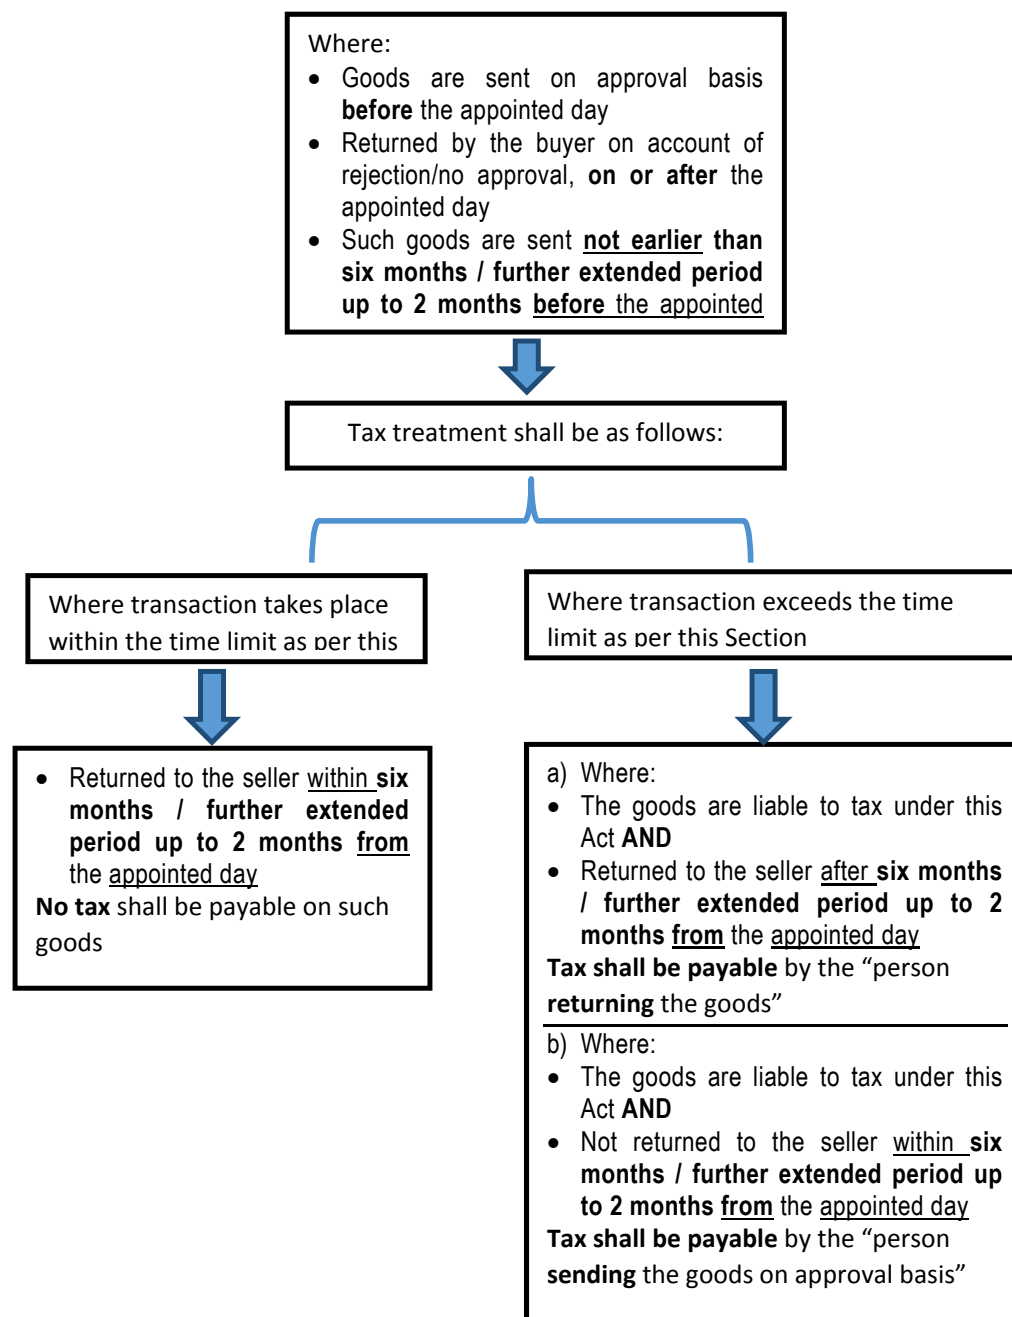 Where:
• Goods are sent on approval basis
before the appointed day
• Returned by the buyer on account of
rejection/no approval, on or after the
appointed day
• Such goods are sent not earlier than
six months / further extended period
up to 2 months before the appointed
Tax treatment shall be as follows:
Where transaction takes place
within the time limit as per this
• Returned to the seller within six
months / further extended
period up to 2 months from
the appointed day
No tax shall be payable on such
goods
Where transaction exceeds the time
limit as per this Section
a) Where:
• The goods are liable to tax under this
Act AND
• Returned to the seller after six months
/ further extended period up to 2
months from the appointed day
Tax shall be payable by the “person
returning the goods”
b) Where:
• The goods are liable to tax under this
Act AND
• Not returned to the seller within six
months / further extended period up
to 2 months from the appointed day
Tax shall be payable by the “person
sending the goods on approval basis”